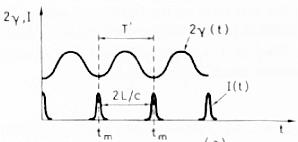 2γ,I
T'
2γ(t)
2L/c
I(t)
t_m
t_m
t